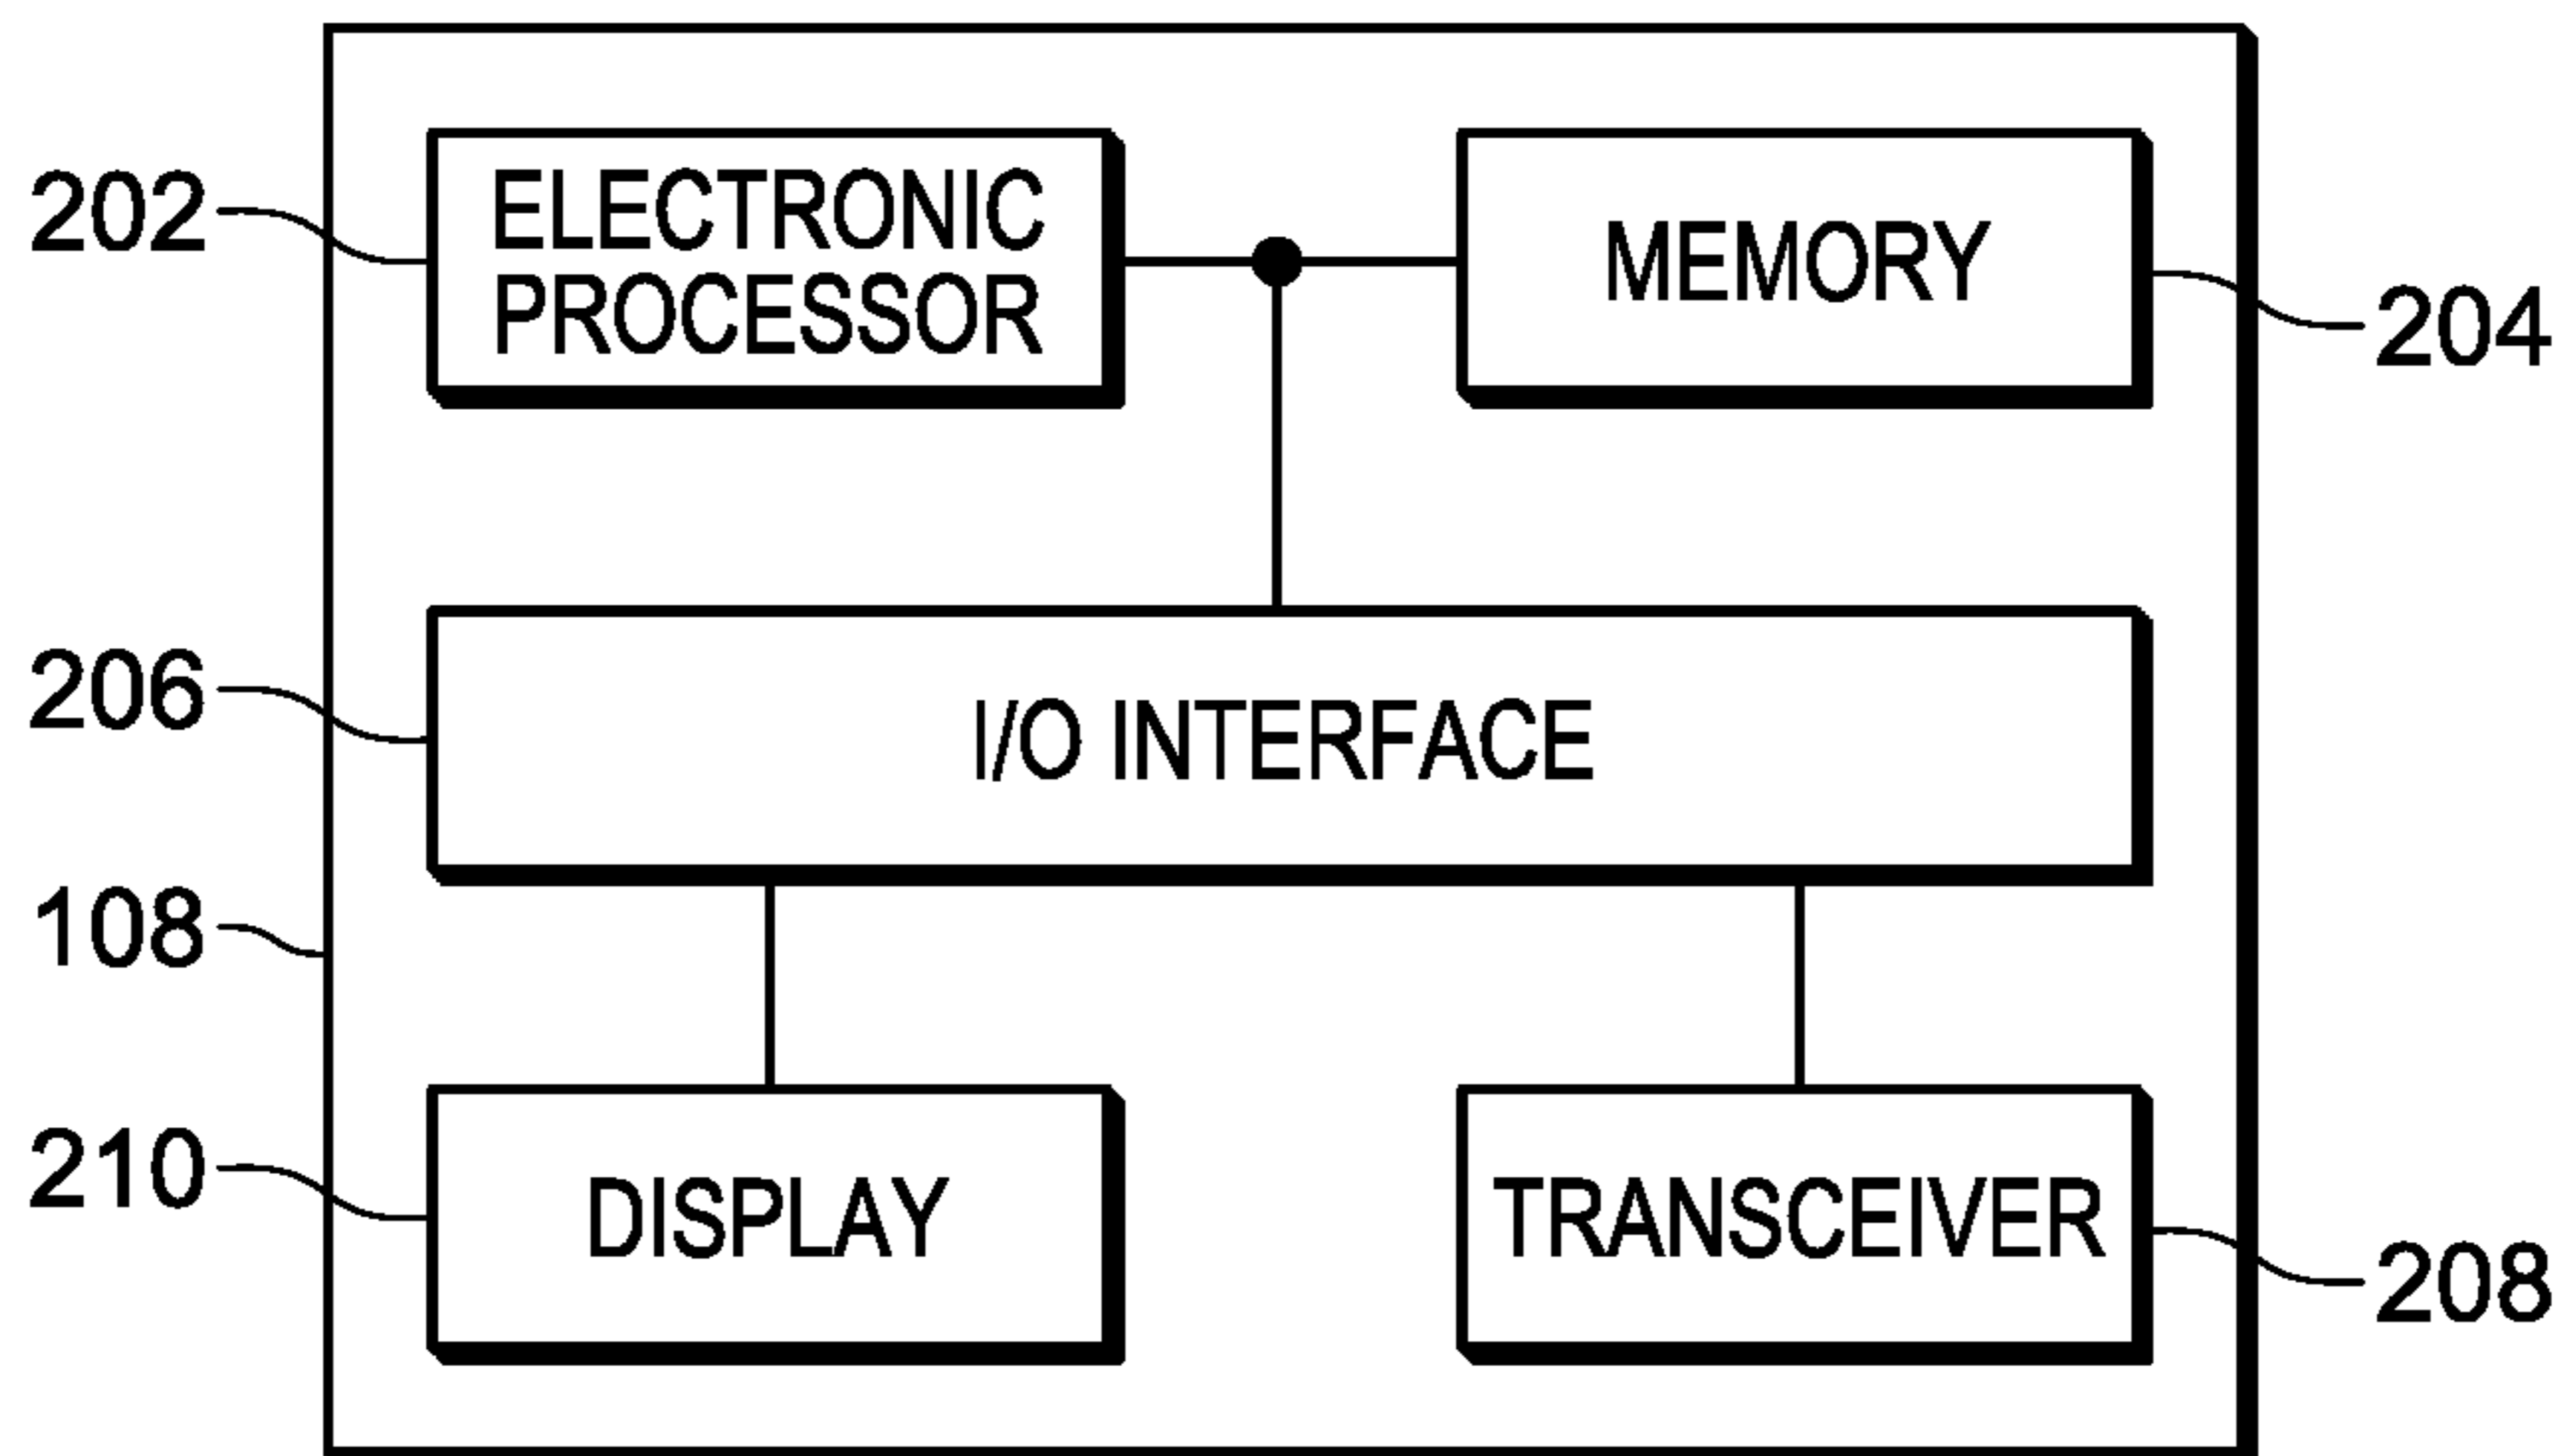 202
ELECTRONIC
PROCESSOR
MEMORY
204
206
I/O INTERFACE
108
210
DISPLAY
TRANSCEIVER
208